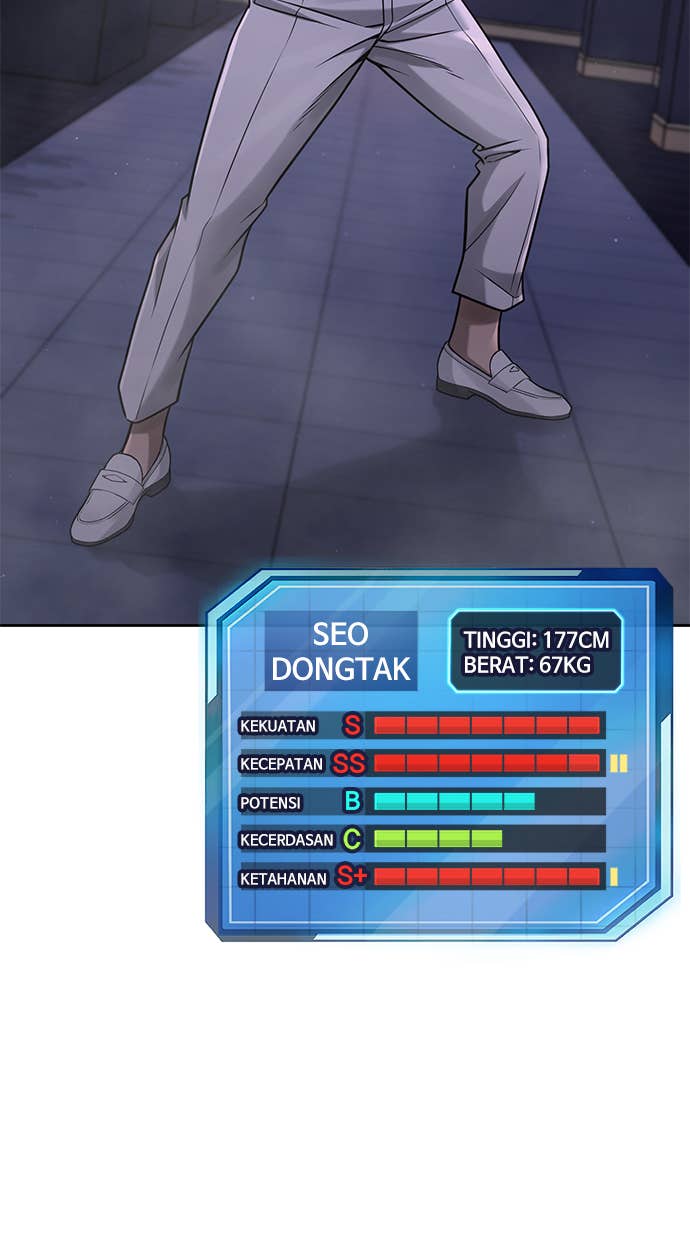 SEO
DONGTAK
TINGGI: 177CM
BERAT: 67KG
KEKUATAN S
KECEPATAN SS
POTENSI B
KECERDASAN C
KETAHANAN S+